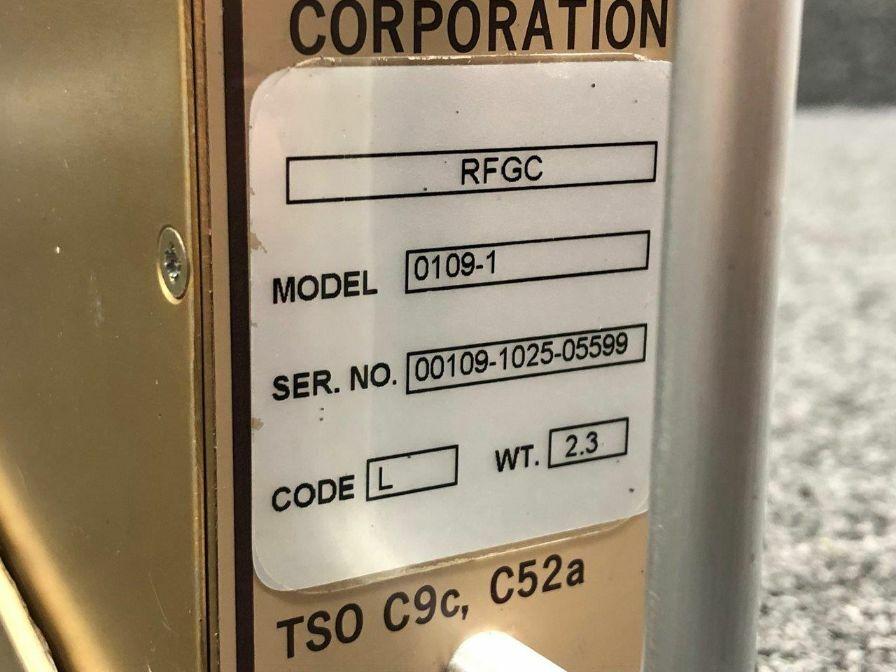 CORPORATION
RFGC
MODEL 0109-1
SER. NO. 00109-1025-05599
CODE L WT. 2.3
TSO C9c, C52a